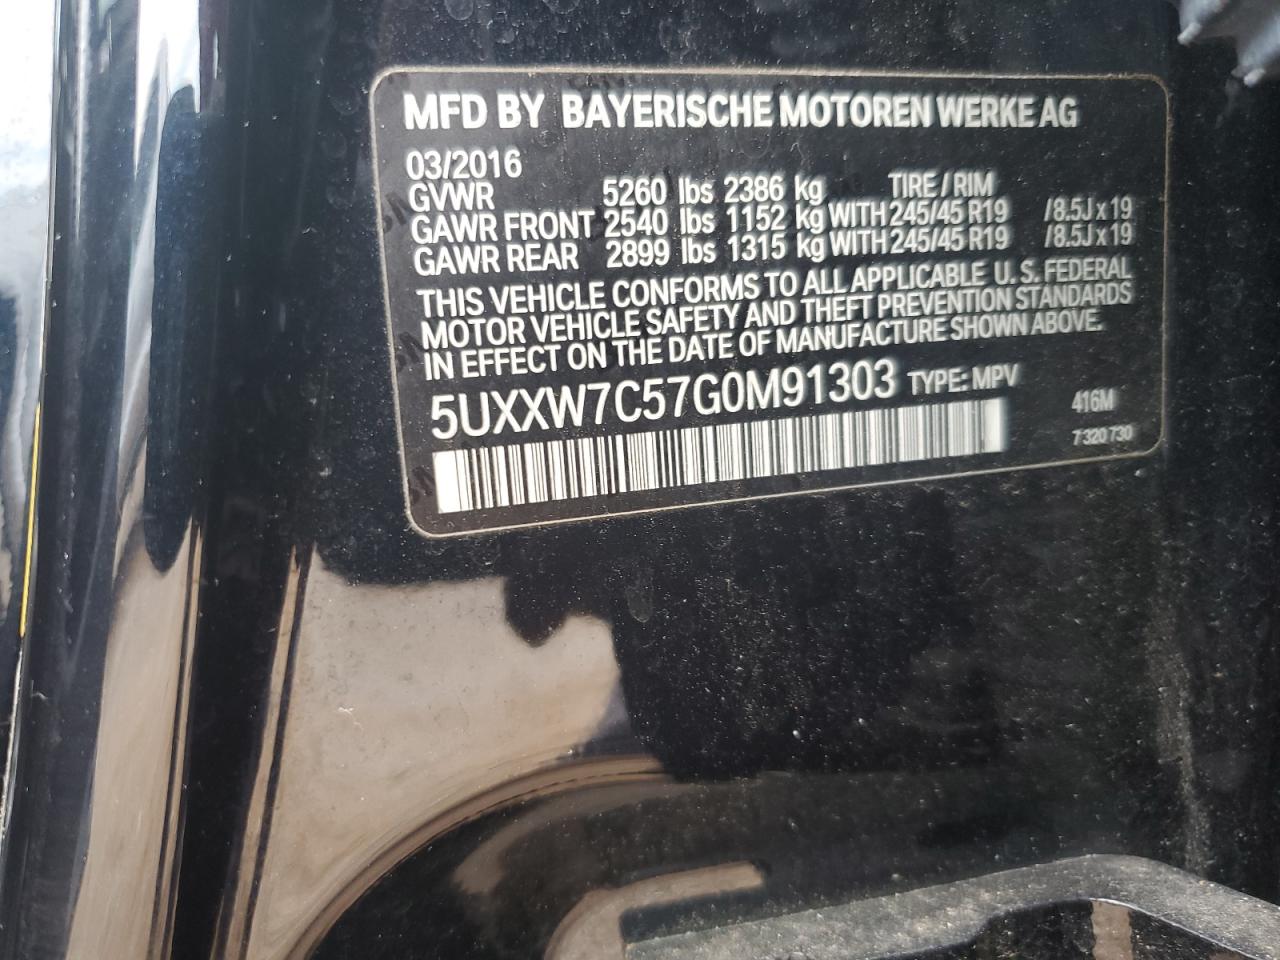 MFD BY BAYERISCHE MOTOREN WERKE AG
03/2016
GVWR 5260 lbs 2386 kg TIRE / RIM
GAWR FRONT 2540 lbs 1152 kg WITH 245/45 R19 /8.5J x 19
GAWR REAR 2899 lbs 1315 kg WITH 245/45 R19 /8.5J x 19
THIS VEHICLE CONFORMS TO ALL APPLICABLE U.S. FEDERAL
MOTOR VEHICLE SAFETY AND THEFT PREVENTION STANDARDS
IN EFFECT ON THE DATE OF MANUFACTURE SHOWN ABOVE.
5UXXW7C57G0M91303 TYPE: MPV
416M
7 320 730